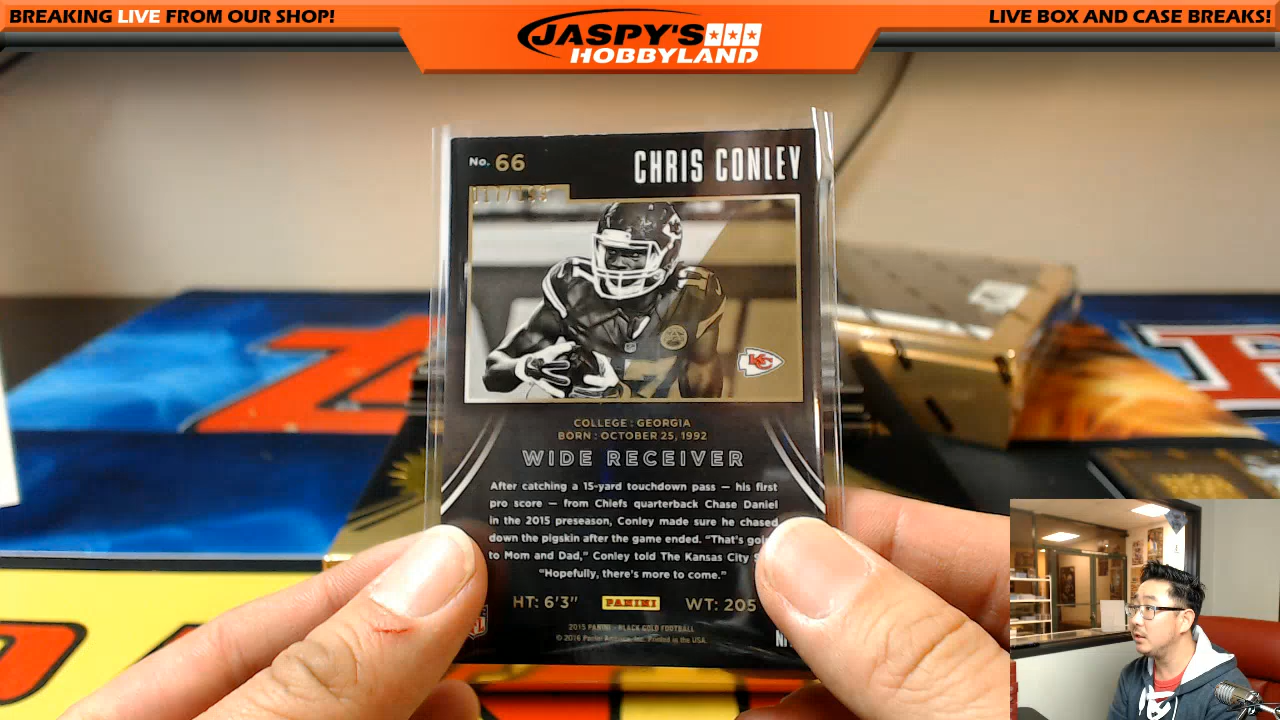 BREAKING LIVE FROM OUR SHOP!
JASPY'S
HOBBYLAND
LIVE BOX AND CASE BREAKS!
No. 66
CHRIS CONLEY
KC
COLLEGE : GEORGIA
BORN : OCTOBER 25, 1992
WIDE RECEIVER
After catching a 15-yard touchdown pass — his first
pro score — from Chiefs quarterback Chase Daniel
in the 2015 preseason, Conley made sure he chased
down the pigskin after the game ended. "That's goin
to Mom and Dad," Conley told The Kansas City S
"Hopefully, there's more to come."
HT: 6'3" PANINI WT: 205
2015 PANINI - BLACK GOLD FOOTBALL
© 2016 Panini America, Inc. Printed in the USA.